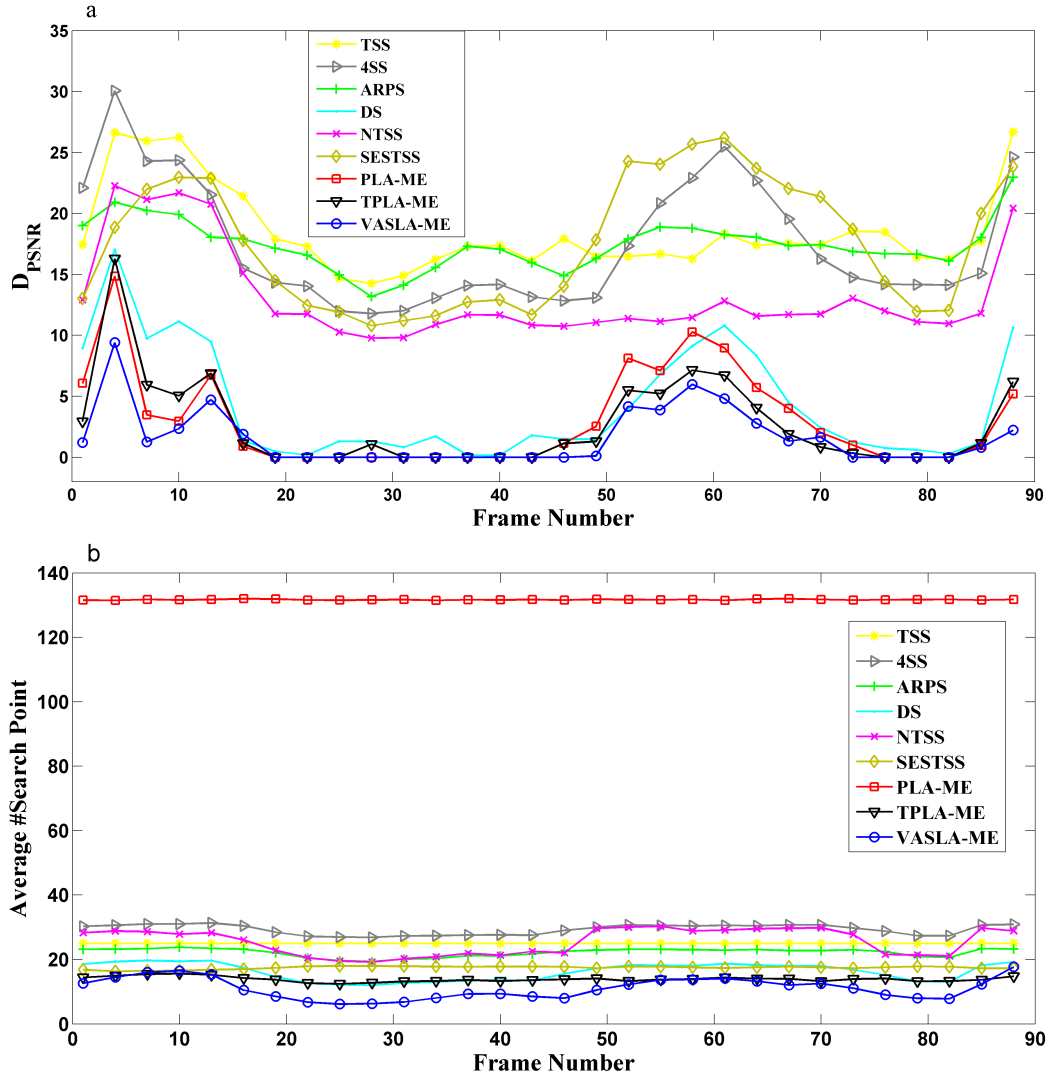 a
35
30
25
20
15
10
5
0
D_PSNR
TSS
4SS
ARPS
DS
NTSS
SESTSS
PLA-ME
TPLA-ME
VASLA-ME
0 10 20 30 40 50 60 70 80 90
Frame Number
b
140
120
100
80
60
40
20
0
Average #Search Point
TSS
4SS
ARPS
DS
NTSS
SESTSS
PLA-ME
TPLA-ME
VASLA-ME
0 10 20 30 40 50 60 70 80 90
Frame Number